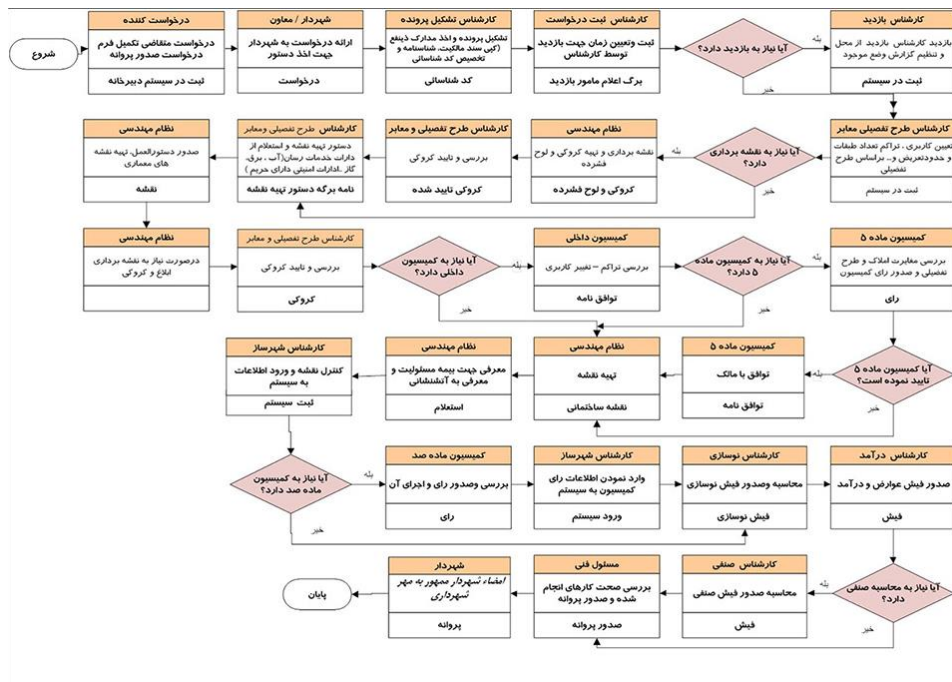 شروع
درخواست کننده
درخواست متقاضی تکمیل فرم
درخواست صدور پروانه
ثبت در سیستم دبیرخانه
شهردار / معاون
ارائه درخواست به شهردار
جهت اخذ دستور
درخواست
کارشناس تشکیل پرونده
تشکیل پرونده و اخذ مدارک ذینفع
(کپی سند مالکیت، شناسنامه و
تخصیص کد شناسائی
کد شناسائی
کارشناس ثبت درخواست
ثبت وتعیین زمان جهت بازدید
توسط کارشناس
برگ اعلام مامور بازدید
آیا نیاز به بازدید دارد؟
بله
خیر
کارشناس بازدید
بازدید کارشناس بازدید از محل
و تنظیم گزارش وضع موجود
ثبت در سیستم
کارشناس طرح تفصیلی معابر
تعیین کاربری ، تراکم تعداد طبقات
و حدودتعریض و... براساس طرح
تفصیلی
ثبت در سیستم
آیا نیاز به نقشه برداری
دارد؟
بله
خیر
نظام مهندسی
نقشه برداری و تهیه کروکی و لوح
فشرده
کروکی و لوح فشرده
کارشناس طرح تفصیلی و معابر
بررسی و تایید کروکی
کروکی تایید شده
کارشناس طرح تفصیلی ومعابر
دستور تهیه نقشه و استعلام از
دارات خدمات رسان(آب ، برق،
گاز ،ادارات امنیتی دارای حریم )
نامه برگه دستور تهیه نقشه
نظام مهندسی
صدور دستورالعمل، تهیه نقشه
های معماری
نقشه
نظام مهندسی
درصورت نیاز به نقشه برداری
ابلاغ و کروکی
کارشناس طرح تفصیلی و معابر
بررسی و تایید کروکی
کروکی
آیا نیاز به کمیسیون
داخلی دارد؟
بله
خیر
کمیسیون داخلی
بررسی تراکم – تغییر کاربری
توافق نامه
آیا نیاز به کمیسیون ماده
۵ دارد؟
بله
خیر
کمیسیون ماده ۵
بررسی مغایرت املاک و طرح
تفضیلی و صدور رای کمیسیون
رای
آیا کمیسیون ماده ۵
تایید نموده است؟
بله
خیر
کمیسیون ماده ۵
توافق با مالک
توافق نامه
نظام مهندسی
تهیه نقشه
نقشه ساختمانی
نظام مهندسی
معرفی جهت بیمه مسئولیت و
معرفی به آتشنشانی
استعلام
کارشناس شهرساز
کنترل نقشه و ورود اطلاعات
به سیستم
ثبت سیستم
آیا نیاز به کمیسیون
ماده صد دارد؟
بله
خیر
کمیسیون ماده صد
بررسی وصدور رای و اجرای آن
رای
کارشناس شهرساز
وارد نمودن اطلاعات رای
کمیسیون به سیستم
ورود سیستم
کارشناس نوسازی
محاسبه وصدور فیش نوسازی
فیش نوسازی
کارشناس درآمد
صدور فیش عوارض و درآمد
فیش
آیا نیاز به محاسبه صنفی
دارد؟
بله
خیر
کارشناس صنفی
محاسبه صدور فیش صنفی
فیش
مسئول فنی
بررسی صحت کارهای انجام
شده و صدور پروانه
صدور پروانه
شهردار
امضاء شهردار ممهور به مهر
شهرداری
پروانه
پایان